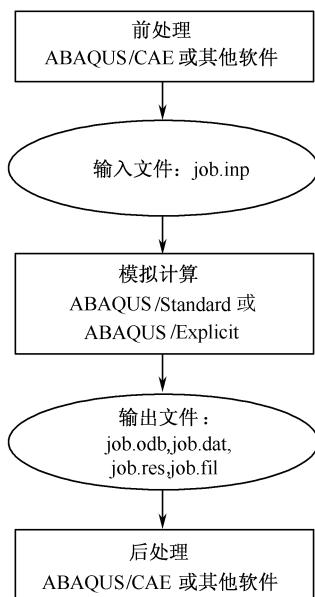 前处理
ABAQUS/CAE 或其他软件
输入文件：job.inp
模拟计算
ABAQUS/Standard 或
ABAQUS/Explicit
输出文件：
job.odb,job.dat,
job.res,job.fil
后处理
ABAQUS/CAE 或其他软件